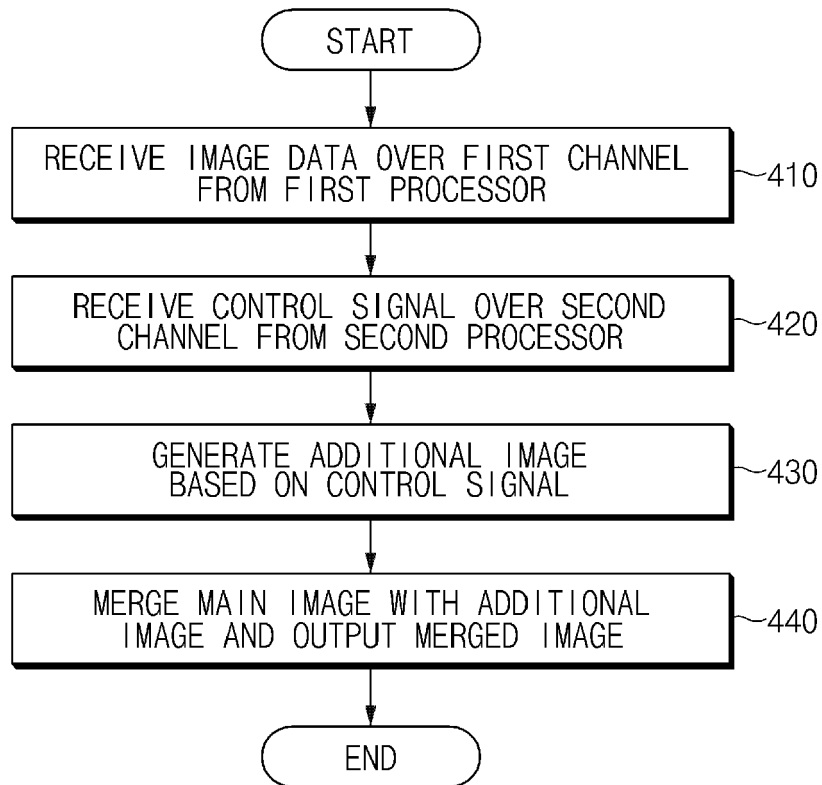 START
RECEIVE IMAGE DATA OVER FIRST CHANNEL
FROM FIRST PROCESSOR
410
RECEIVE CONTROL SIGNAL OVER SECOND
CHANNEL FROM SECOND PROCESSOR
420
GENERATE ADDITIONAL IMAGE
BASED ON CONTROL SIGNAL
430
MERGE MAIN IMAGE WITH ADDITIONAL
IMAGE AND OUTPUT MERGED IMAGE
440
END